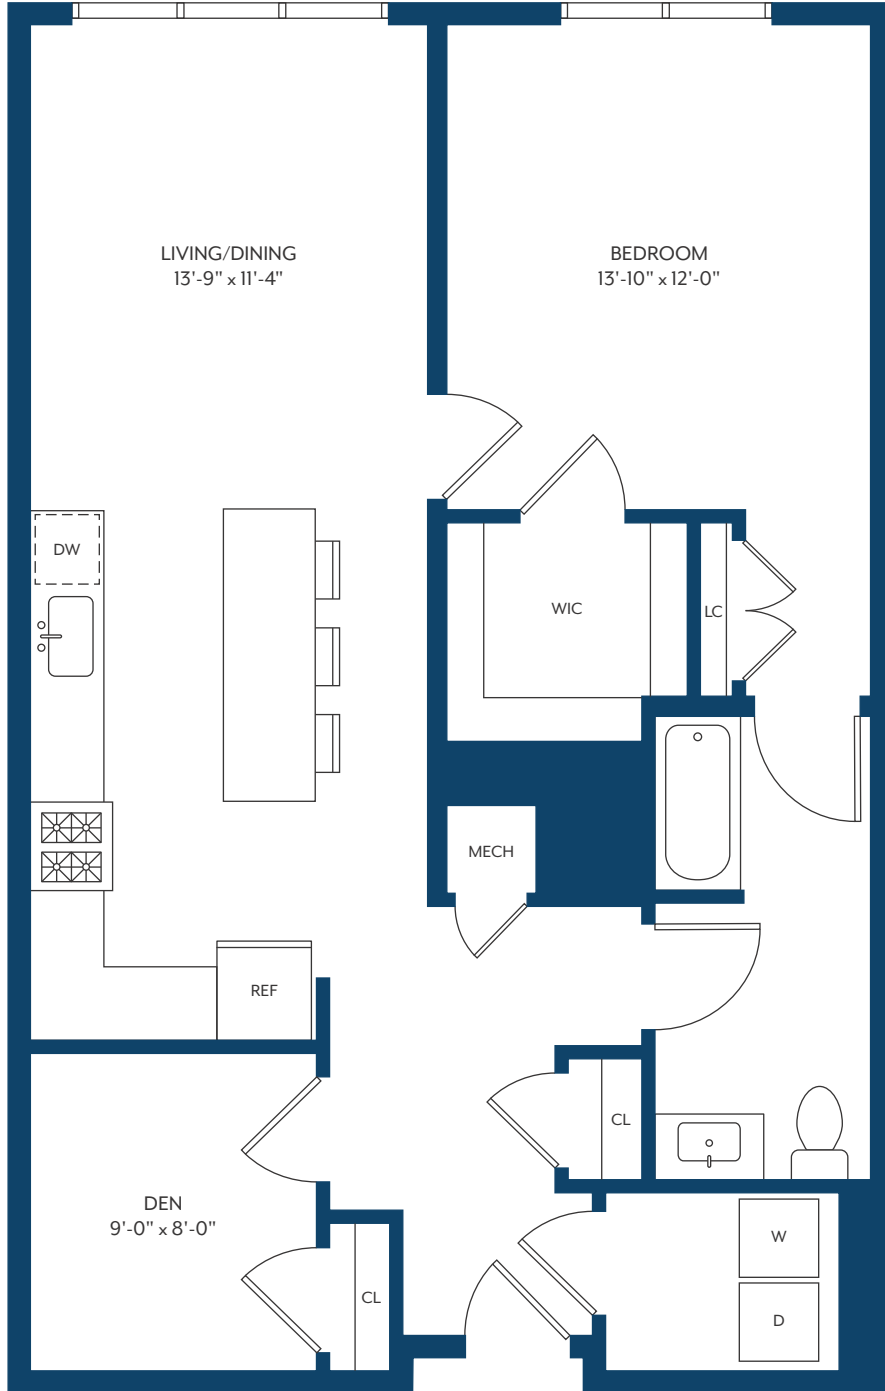 LIVING/DINING
13'-9" x 11'-4"
BEDROOM
13'-10" x 12'-0"
DW
WIC
LC
MECH
REF
CL
DEN
9'-0" x 8'-0"
W
CL
D